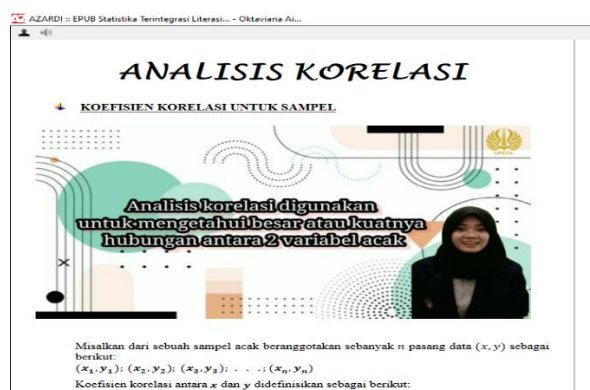 AZARDI :: EPUB Statistika Terintegrasi Literasi... - Oktaviana Ai...
ANALISIS KORELASI
KOEFISIEN KORELASI UNTUK SAMPEL
UNESA
Analisis korelasi digunakan
untuk mengetahui besar atau kuatnya
hubungan antara 2 variabel acak
Misalkan dari sebuah sampel acak beranggotakan sebanyak n pasang data (x, y) sebagai
berikut:
(x₁, y₁); (x₂, y₂); (x₃, y₃); . . .; (xₙ, yₙ)
Koefisien korelasi antara x dan y didefinisikan sebagai berikut: